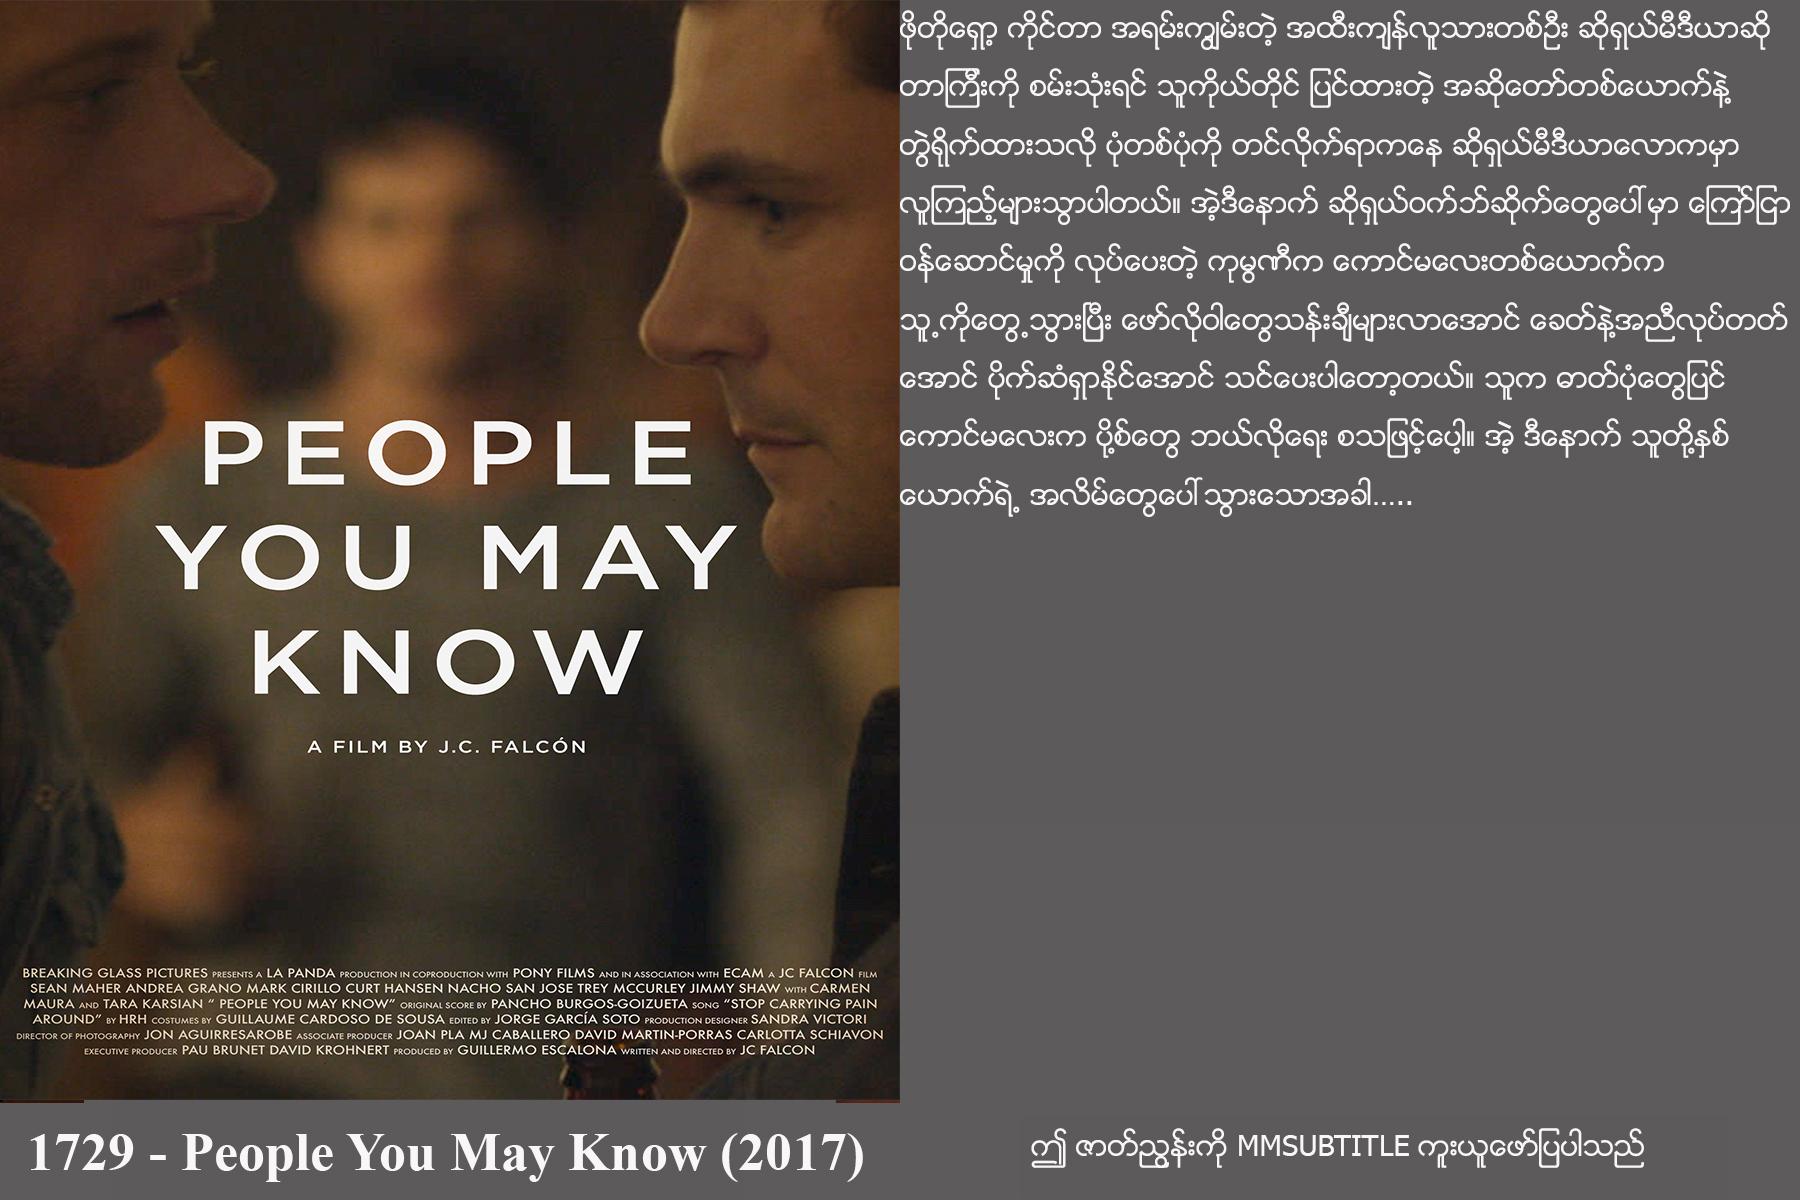 PEOPLE
YOU MAY
KNOW
A FILM BY J.C. FALCÓN
BREAKING GLASS PICTURES PRESENTS A LA PANDA PRODUCTION IN COPRODUCTION WITH PONY FILMS AND IN ASSOCIATION WITH ECAM A JC FALCON FILM
SEAN MAHER ANDREA GRANO MARK CIRILLO CURT HANSEN NACHO SAN JOSE TREY MCCURLEY JIMMY SHAW WITH CARMEN
MAURA AND TARA KARSIAN " PEOPLE YOU MAY KNOW" ORIGINAL SCORE BY PANCHO BURGOS-GOIZUETA SONG "STOP CARRYING PAIN
AROUND" BY HRH COSTUMES BY GUILLAUME CARDOSO DE SOUSA EDITED BY JORGE GARCÍA SOTO PRODUCTION DESIGNER SANDRA VICTORI
DIRECTOR OF PHOTOGRAPHY JON AGUIRRESAROBE ASSOCIATE PRODUCER JOAN PLA MJ CABALLERO DAVID MARTIN-PORRAS CARLOTTA SCHIAVON
EXECUTIVE PRODUCER PAU BRUNET DAVID KROHNERT PRODUCED BY GUILLERMO ESCALONA WRITTEN AND DIRECTED BY JC FALCON
ဖိုတိုရှော့ ကိုင်တာ အရမ်းကျွမ်းတဲ့ အထီးကျန်လူသားတစ်ဦး ဆိုရှယ်မီဒီယာဆို
တာကြီးကို စမ်းသုံးရင် သူကိုယ်တိုင် ပြင်ထားတဲ့ အဆိုတော်တစ်ယောက်နဲ့
တွဲရိုက်ထားသလို ပုံတစ်ပုံကို တင်လိုက်ရာကနေ ဆိုရှယ်မီဒီယာလောကမှာ
လူကြည့်များသွာပါတယ်။ အဲ့ဒီနောက် ဆိုရှယ်ဝက်ဘ်ဆိုက်တွေပေါ်မှာ ကြော်ငြာ
ဝန်ဆောင်မှုကို လုပ်ပေးတဲ့ ကုမွဏီက ကောင်မလေးတစ်ယောက်က
သူ့ကိုတွေ့သွားပြီး ဖော်လိုဝါတွေသန်းချီများလာအောင် ခေတ်နဲ့အညီလုပ်တတ်
အောင် ပိုက်ဆံရှာနိုင်အောင် သင်ပေးပါတော့တယ်။ သူက ဓာတ်ပုံတွေပြင်
ကောင်မလေးက ပို့စ်တွေ ဘယ်လိုရေး စသဖြင့်ပေါ့။ အဲ့ ဒီနောက် သူတို့နှစ်
ယောက်ရဲ့ အလိမ်တွေပေါ်သွားသောအခါ.....
1729 - People You May Know (2017)
ဤ ဇာတ်ညွန်းကို MMSUBTITLE ကူးယူဖော်ပြပါသည်